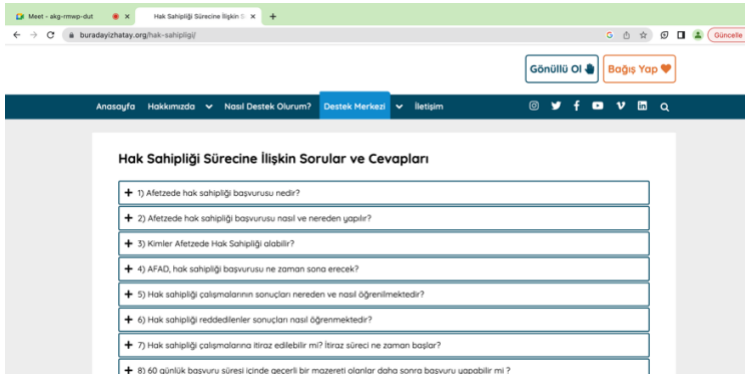 Meet - akg-rmwp-dut
Hak Sahipliği Sürecine İlişkin S
buradayizhatay.org/hak-sahipligi/
Güncelle
Gönüllü Ol
Bağış Yap
Anasayfa Hakkımızda Nasıl Destek Olurum? Destek Merkezi İletişim
Hak Sahipliği Sürecine İlişkin Sorular ve Cevapları
1) Afetzede hak sahipliği başvurusu nedir?
2) Afetzede hak sahipliği başvurusu nasıl ve nereden yapılır?
3) Kimler Afetzede Hak Sahipliği alabilir?
4) AFAD, hak sahipliği başvurusu ne zaman sona erecek?
5) Hak sahipliği çalışmalarının sonuçları nereden ve nasıl öğrenilmektedir?
6) Hak sahipliği reddedilenler sonuçları nasıl öğrenmektedir?
7) Hak sahipliği çalışmalarına itiraz edilebilir mi? İtiraz süreci ne zaman başlar?
8) 60 günlük başvuru süresi içinde geçerli bir mazereti olanlar daha sonra başvuru yapabilir mi ?